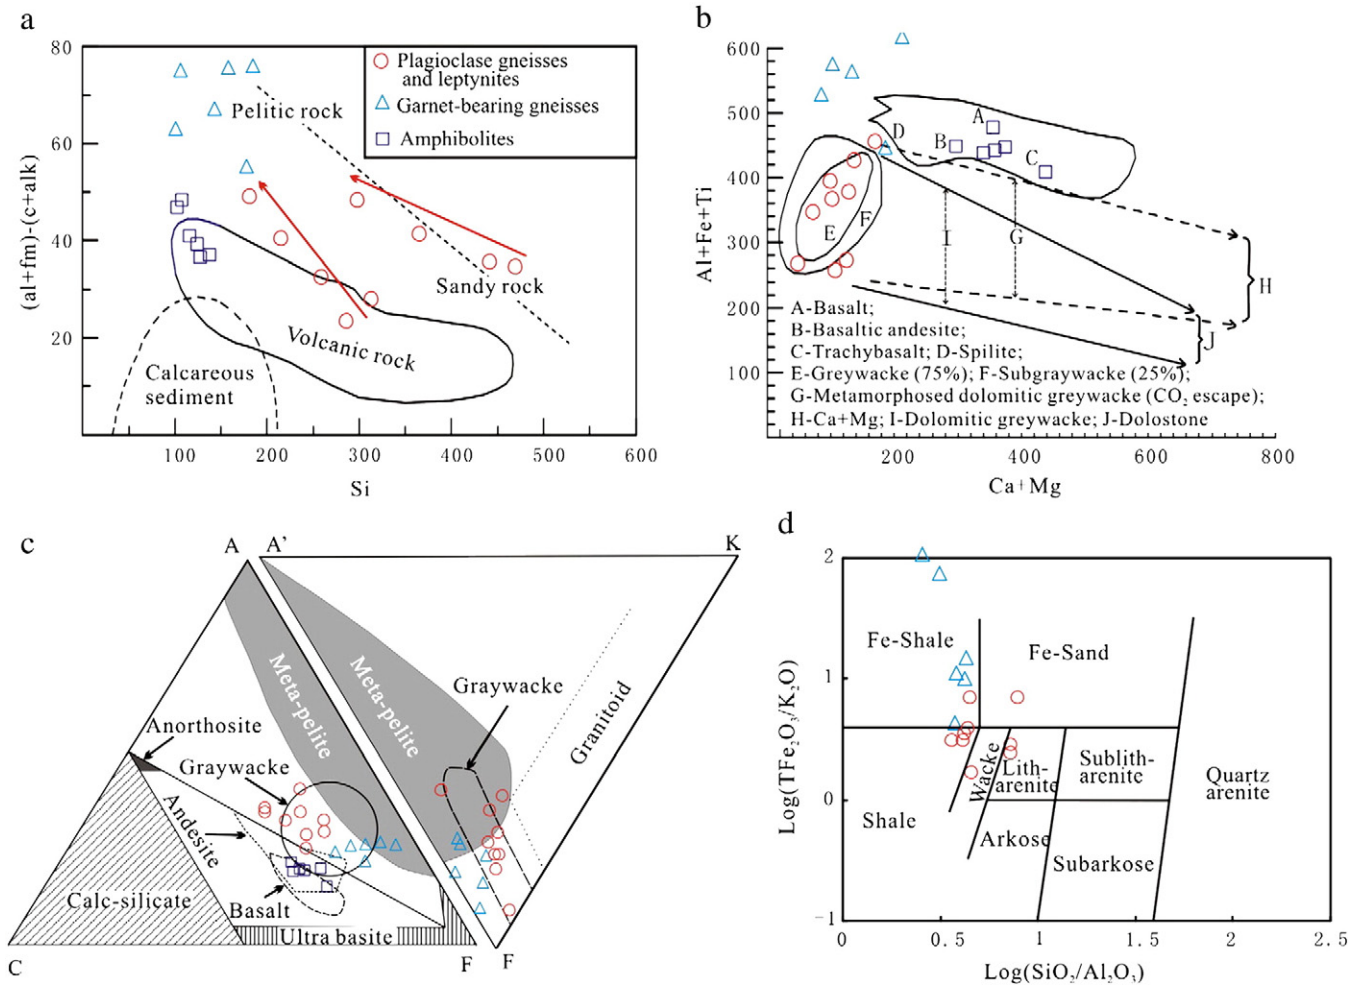 a
80
60
40
20
(al+fm)-(c+alk)
Plagioclase gneisses
and leptynites
Garnet-bearing gneisses
Amphibolites
Pelitic rock
Sandy rock
Volcanic rock
Calcareous
sediment
100
200
300
400
500
600
Si
b
600
500
400
300
200
100
Al+Fe+Ti
A
B
C
D
E
F
I
G
H
J
A-Basalt;
B-Basaltic andesite;
C-Trachybasalt; D-Spilite;
E-Greywacke (75%); F-Subgraywacke (25%);
G-Metamorphosed dolomitic greywacke (CO₂ escape);
H-Ca+Mg; I-Dolomitic greywacke; J-Dolostone
200
400
600
800
Ca+Mg
c
A
A'
K
Meta-pelite
Meta-pelite
Graywacke
Granitoid
Anorthosite
Graywacke
Andesite
Calc-silicate
Basalt
Ultra basite
C
F
F
d
2
1
0
-1
Log(TFe₂O₃/K₂O)
Fe-Shale
Fe-Sand
Wacke
Lith-
arenite
Sublith-
arenite
Quartz
arenite
Shale
Arkose
Subarkose
0
0.5
1
1.5
2
2.5
Log(SiO₂/Al₂O₃)